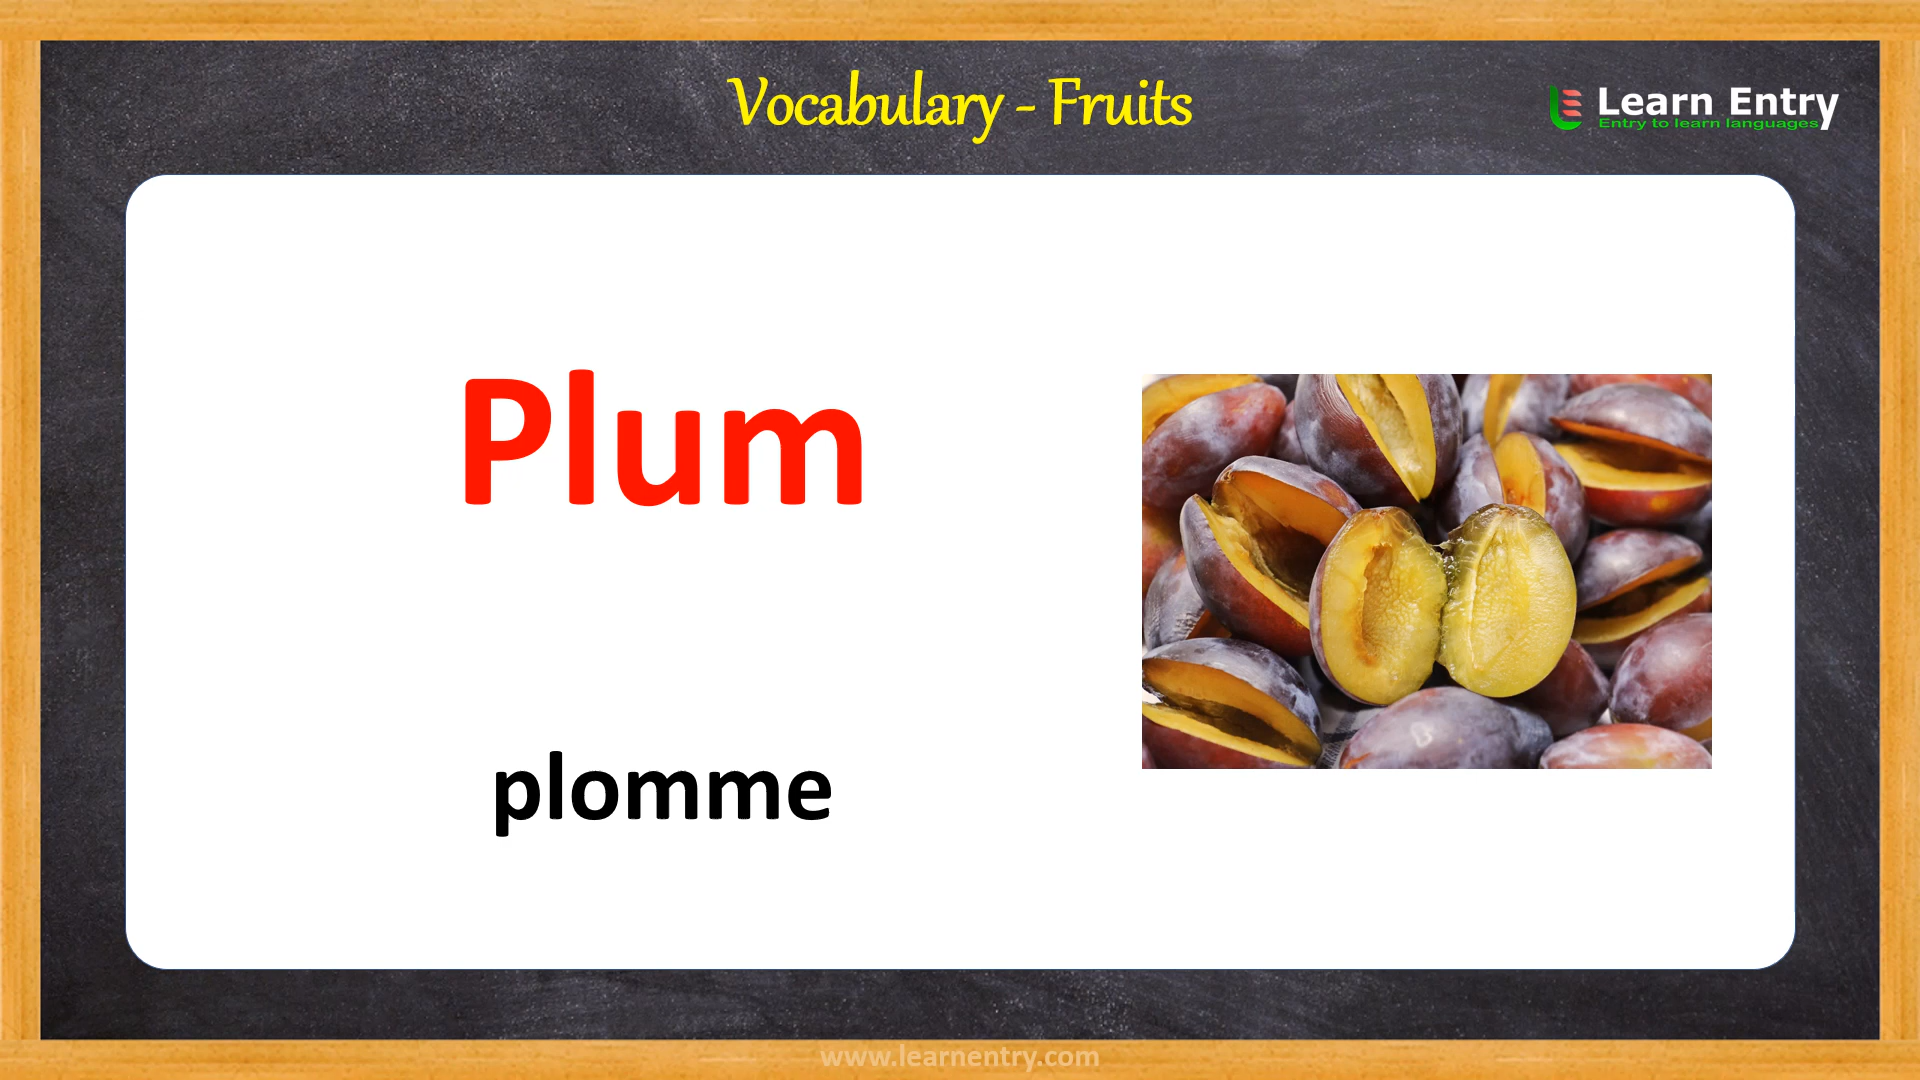 Vocabulary - Fruits
Learn Entry
Entry to learn languages
Plum
plomme
www.learnentry.com